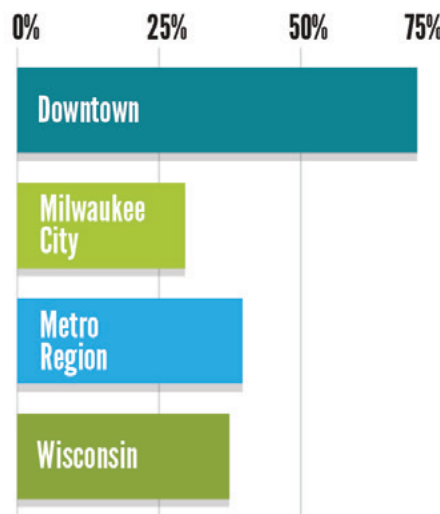 0% 25% 50% 75%
Downtown
Milwaukee
City
Metro
Region
Wisconsin